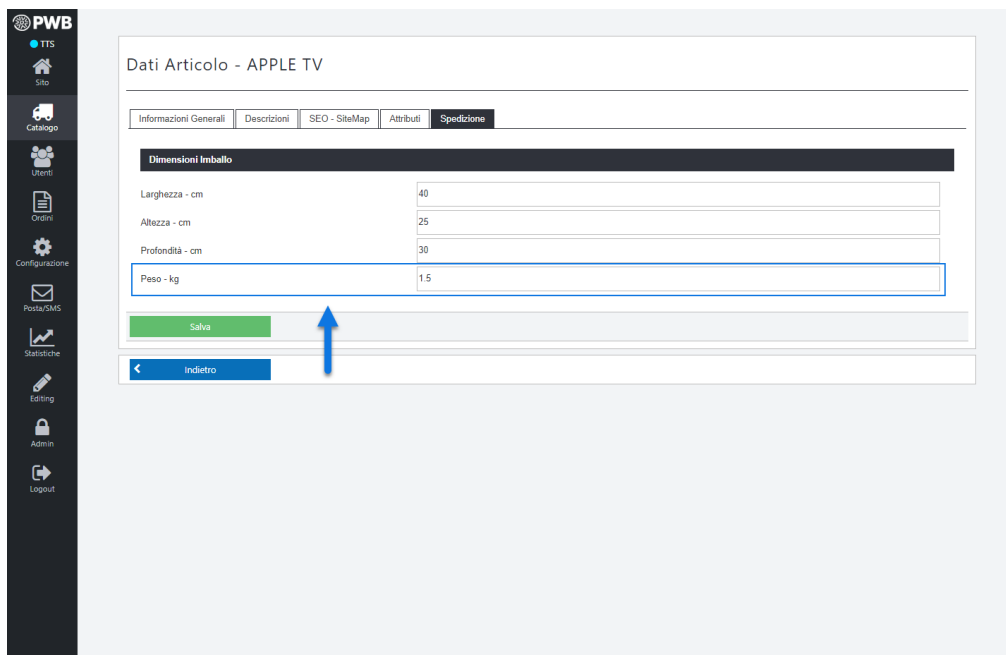 PWB
TTS
Sito
Catalogo
Utenti
Ordini
Configurazione
Posta/SMS
Statistiche
Editing
Admin
Logout
Dati Articolo - APPLE TV
Informazioni Generali Descrizioni SEO - SiteMap Attributi Spedizione
Dimensioni Imballo
Larghezza - cm 40
Altezza - cm 25
Profondità - cm 30
Peso - kg 1.5
Salva
Indietro